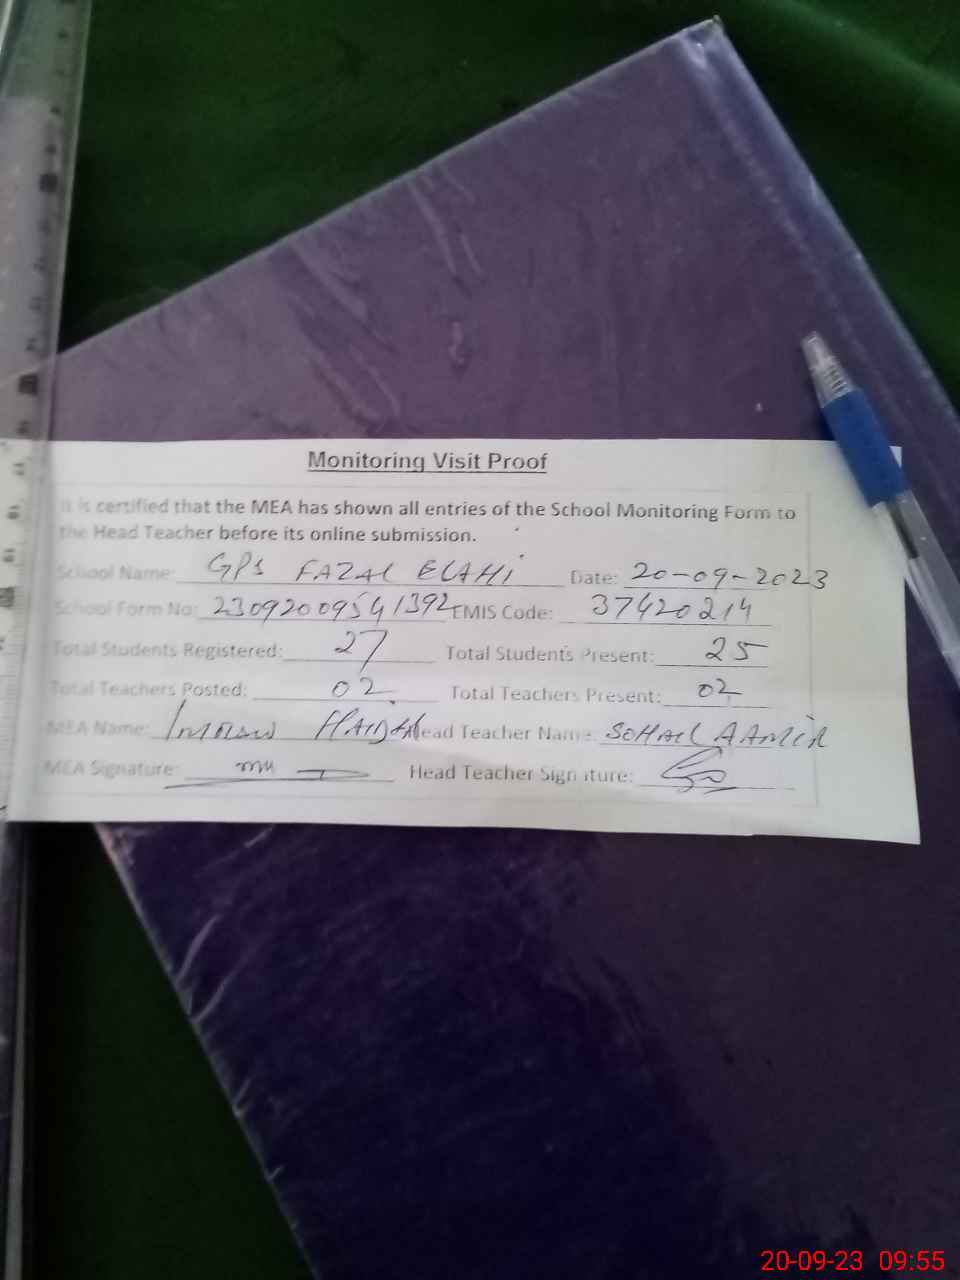 Monitoring Visit Proof
It is certified that the MEA has shown all entries of the School Monitoring Form to
the Head Teacher before its online submission.
School Name: GPS FAZAL ELAHI Date: 20-09-2023
School Form No: 23092009541392 EMIS Code: 37420214
Total Students Registered: 27 Total Students Present: 25
Total Teachers Posted: 02 Total Teachers Present: 02
MEA Name: Imran Haider Head Teacher Name: SOHAIL AAMIR
MEA Signature: Head Teacher Signature:
20-09-23 09:55